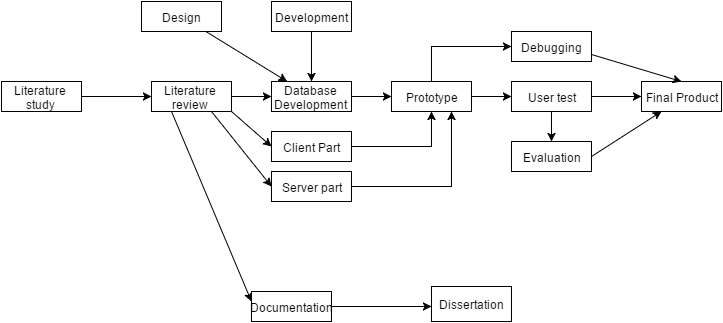 Design
Development
Debugging
Literature
study
Literature
review
Database
Development
Prototype
User test
Final Product
Client Part
Evaluation
Server part
Documentation
Dissertation